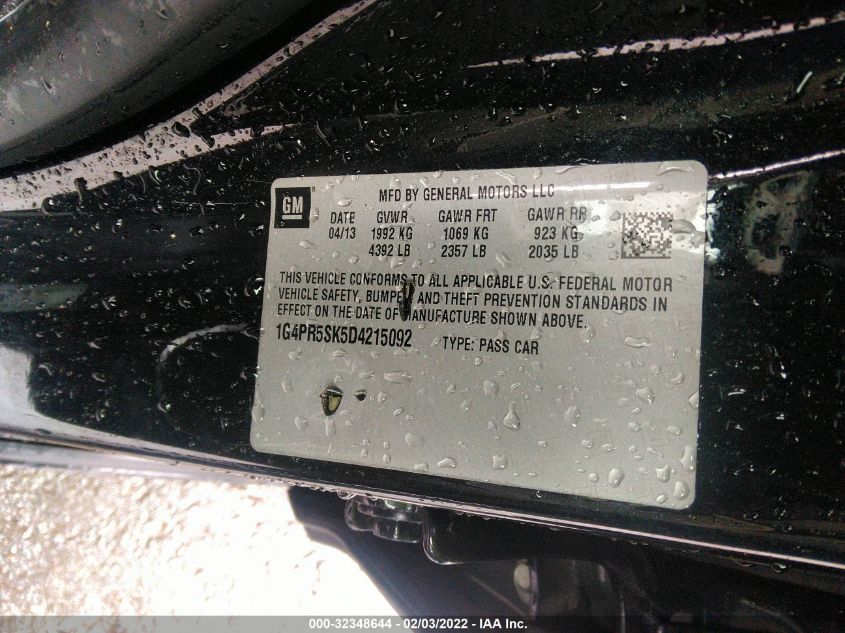 GM
MFD BY GENERAL MOTORS LLC
DATE GVWR GAWR FRT GAWR RR
04/13 1992 KG 1069 KG 923 KG
4392 LB 2357 LB 2035 LB
THIS VEHICLE CONFORMS TO ALL APPLICABLE U.S. FEDERAL MOTOR
VEHICLE SAFETY, BUMPER AND THEFT PREVENTION STANDARDS IN
EFFECT ON THE DATE OF MANUFACTURE SHOWN ABOVE.
1G4PR5SK5D4215092 TYPE: PASS CAR
000-32348644 - 02/03/2022 - IAA Inc.